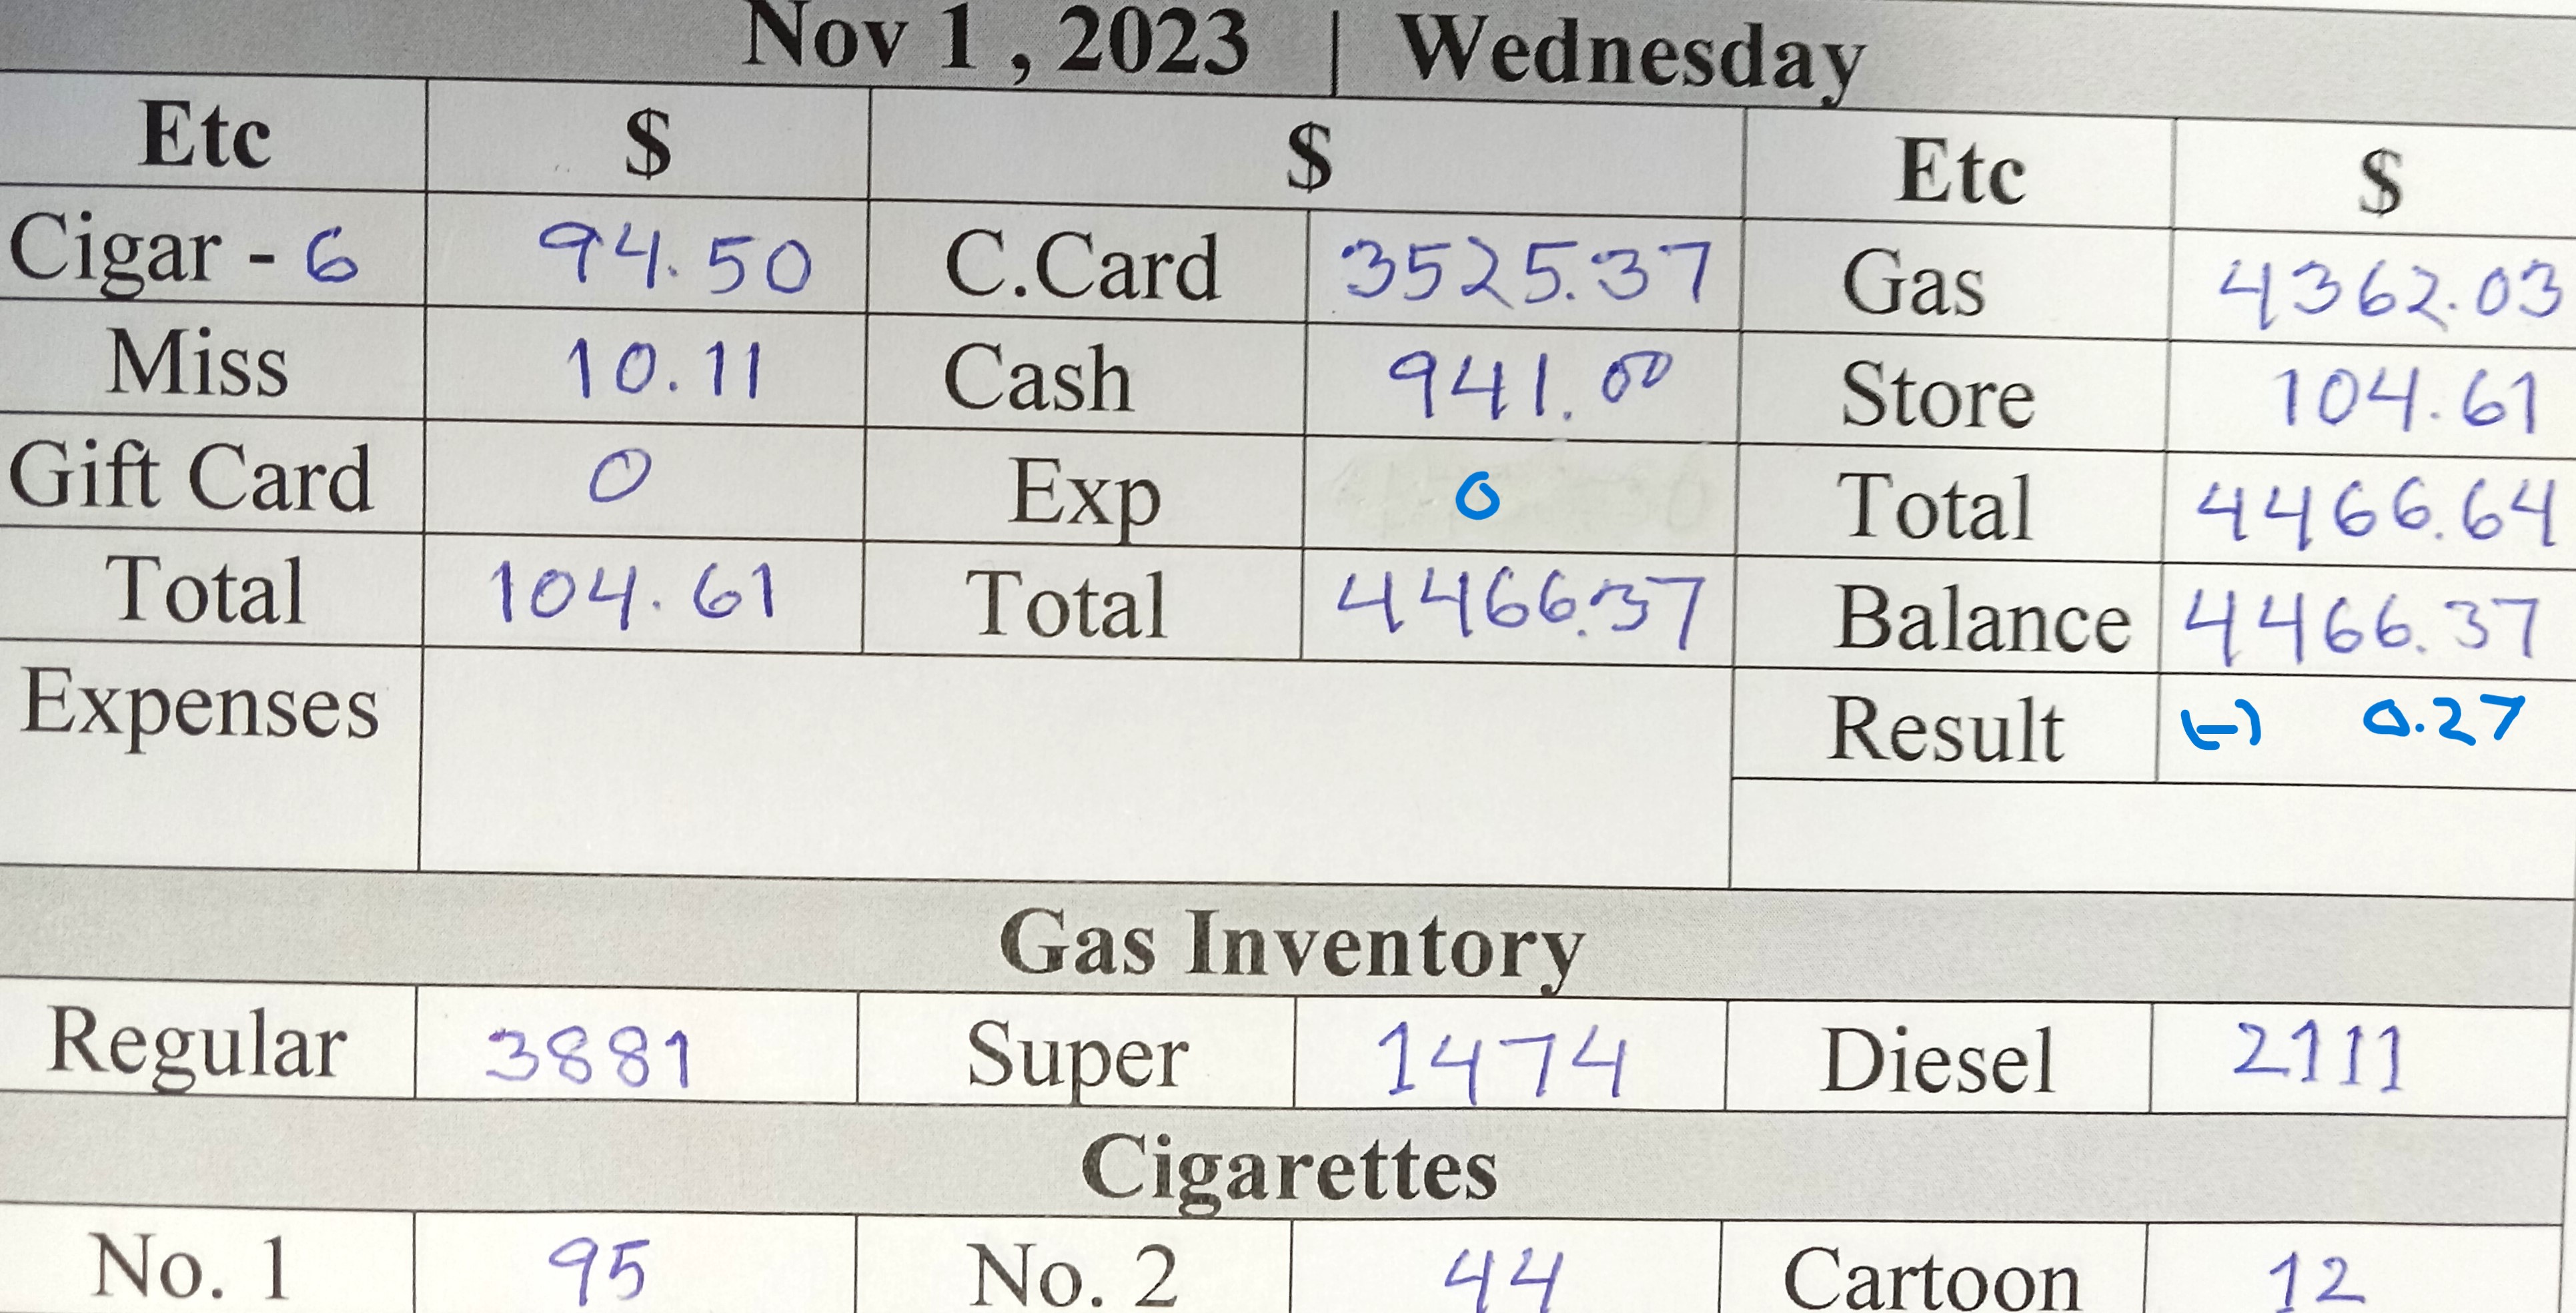 Nov 1 , 2023 | Wednesday
Etc $ $ Etc $
Cigar - 6 94.50 C.Card 3525.37 Gas 4362.03
Miss 10.11 Cash 941.00 Store 104.61
Gift Card 0 Exp 0 Total 4466.64
Total 104.61 Total 4466.37 Balance 4466.37
Expenses Result (-) 0.27
Gas Inventory
Regular 3881 Super 1474 Diesel 2111
Cigarettes
No. 1 95 No. 2 44 Cartoon 12